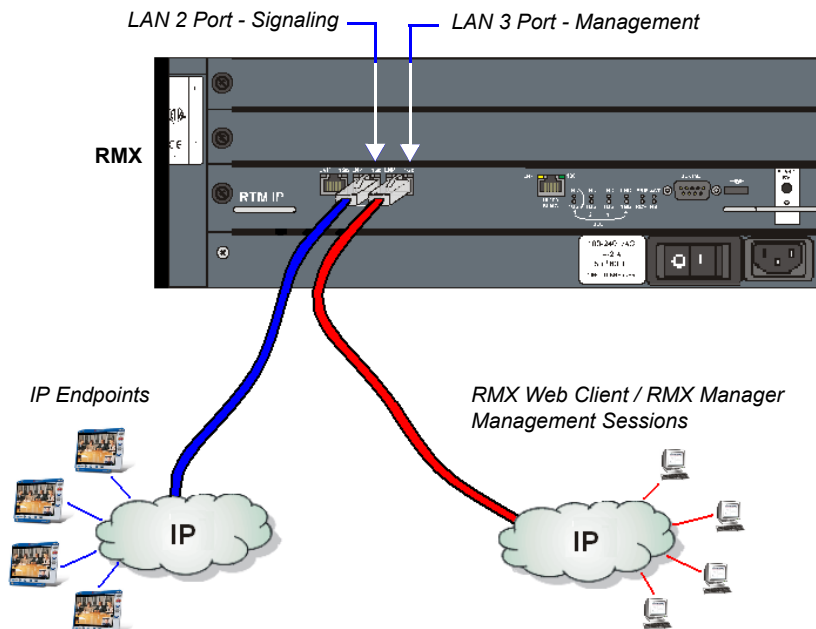 LAN 2 Port - Signaling
LAN 3 Port - Management
RMX
RTM IP
IP Endpoints
RMX Web Client / RMX Manager
Management Sessions
IP
IP